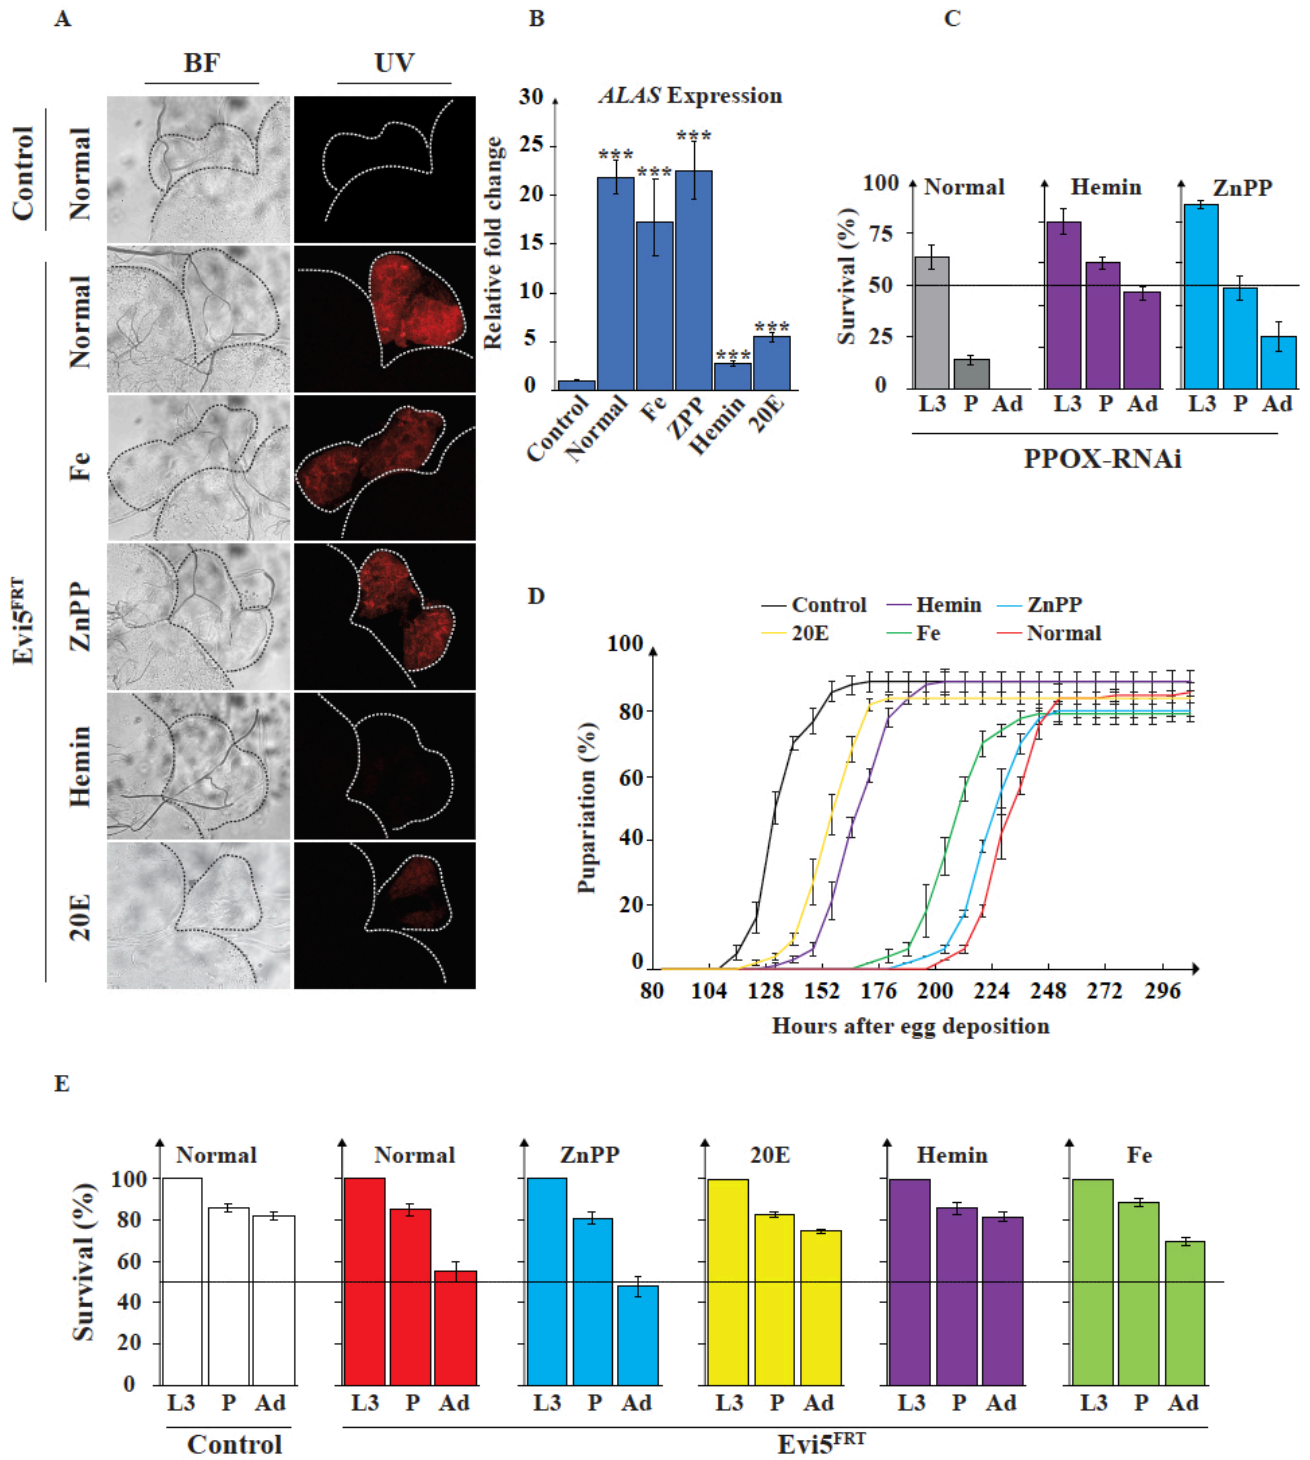 A
BF
UV
Control
Normal
Evi5FRT
Normal
Fe
ZnPP
Hemin
20E
B
ALAS Expression
Relative fold change
30
25
20
15
10
5
0
***
***
***
***
***
Control
Normal
Fe
ZPP
Hemin
20E
C
Normal
Hemin
ZnPP
Survival (%)
100
75
50
25
0
L3 P Ad
L3 P Ad
L3 P Ad
PPOX-RNAi
D
Control
Hemin
ZnPP
20E
Fe
Normal
Pupariation (%)
100
80
60
40
20
0
80 104 128 152 176 200 224 248 272 296
Hours after egg deposition
E
Normal
Normal
ZnPP
20E
Hemin
Fe
Survival (%)
100
80
60
40
20
0
L3 P Ad
L3 P Ad
L3 P Ad
L3 P Ad
L3 P Ad
L3 P Ad
Control
Evi5FRT